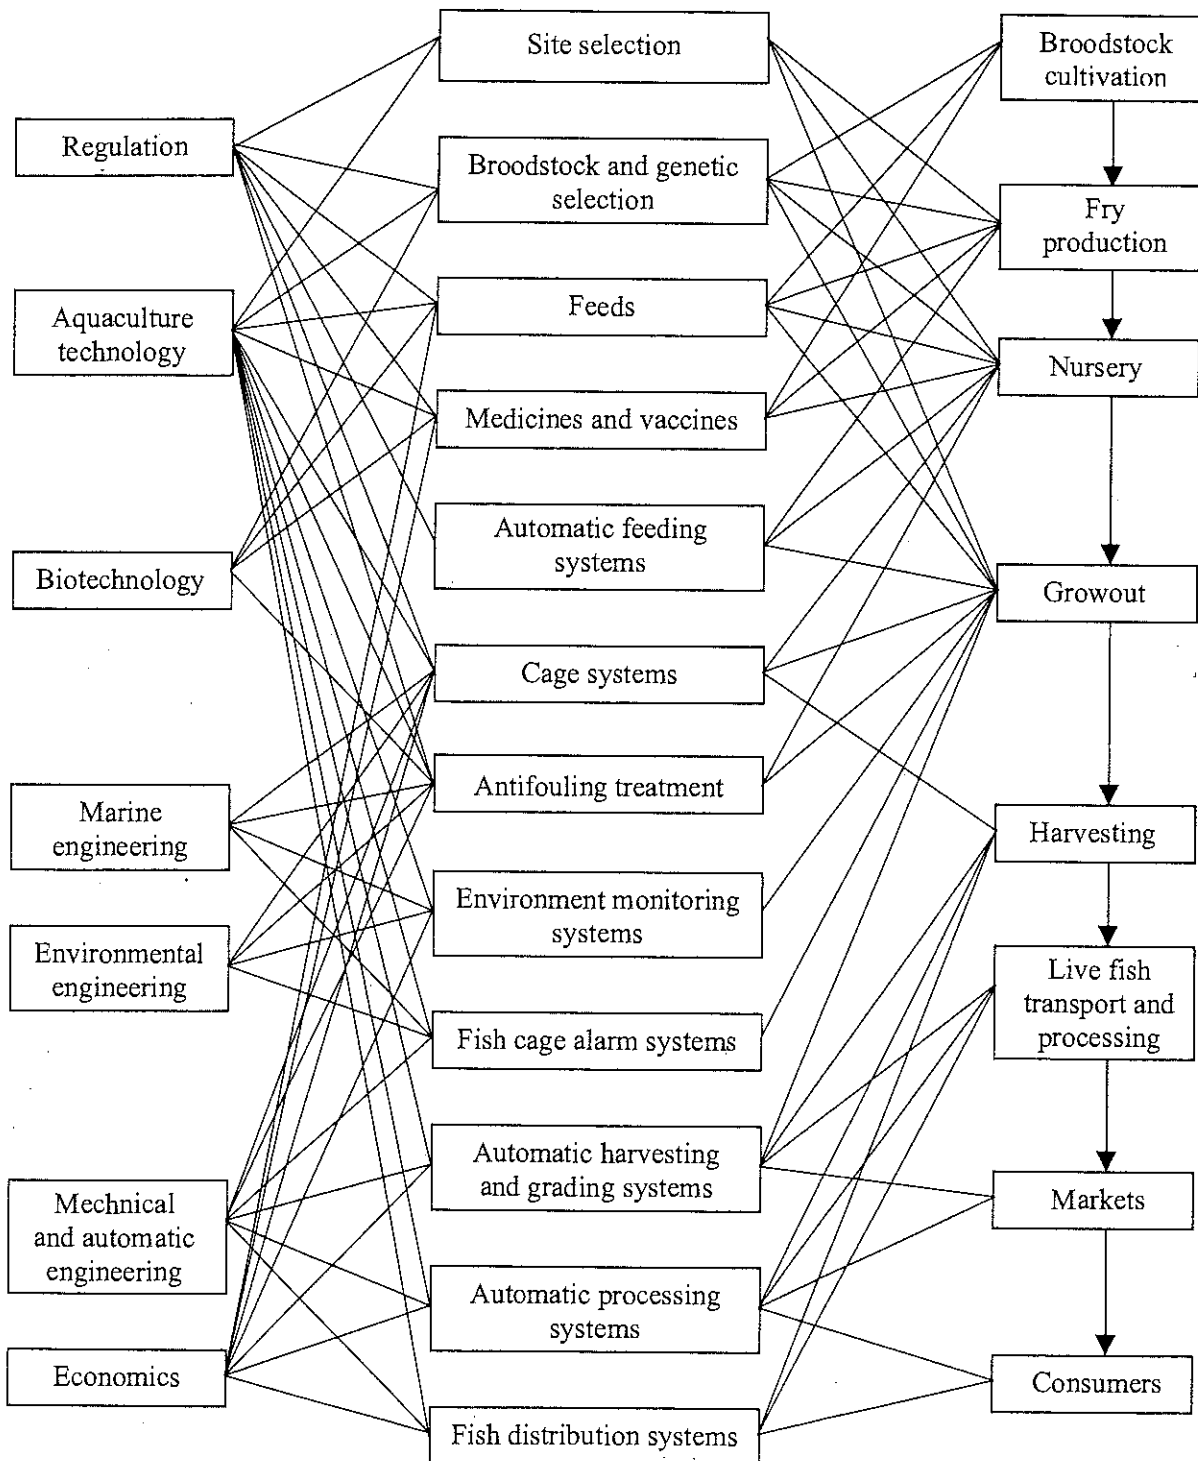 Regulation
Aquaculture
technology
Biotechnology
Marine
engineering
Environmental
engineering
Mechnical
and automatic
engineering
Economics
Site selection
Broodstock and genetic
selection
Feeds
Medicines and vaccines
Automatic feeding
systems
Cage systems
Antifouling treatment
Environment monitoring
systems
Fish cage alarm systems
Automatic harvesting
and grading systems
Automatic processing
systems
Fish distribution systems
Broodstock
cultivation
Fry
production
Nursery
Growout
Harvesting
Live fish
transport and
processing
Markets
Consumers